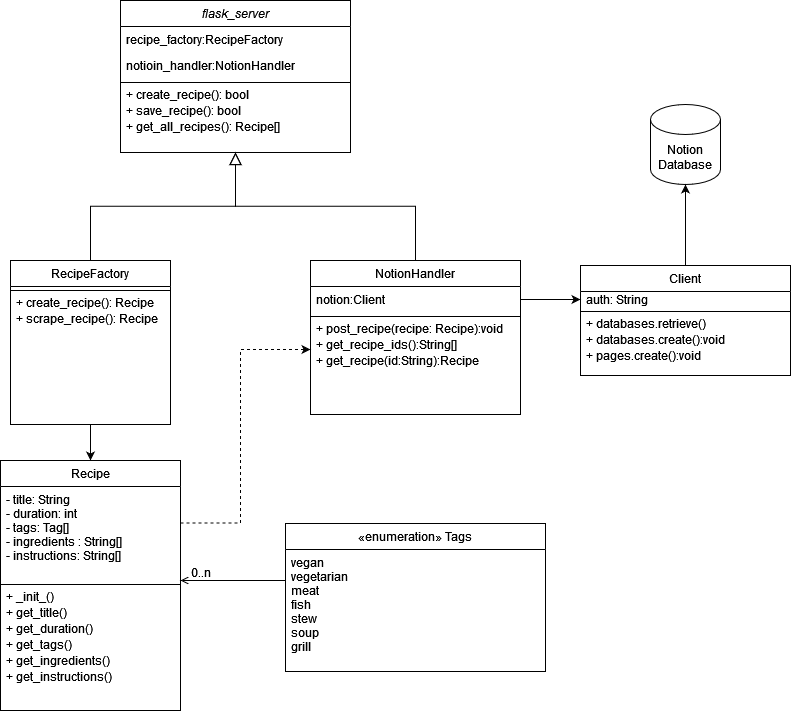 flask_server
recipe_factory:RecipeFactory
notioin_handler:NotionHandler
+ create_recipe(): bool
+ save_recipe(): bool
+ get_all_recipes(): Recipe[]
Notion
Database
RecipeFactory
+ create_recipe(): Recipe
+ scrape_recipe(): Recipe
NotionHandler
notion:Client
+ post_recipe(recipe: Recipe):void
+ get_recipe_ids():String[]
+ get_recipe(id:String):Recipe
Client
auth: String
+ databases.retrieve()
+ databases.create():void
+ pages.create():void
Recipe
- title: String
- duration: int
- tags: Tag[]
- ingredients : String[]
- instructions: String[]
+ _init_()
+ get_title()
+ get_duration()
+ get_tags()
+ get_ingredients()
+ get_instructions()
0..n
«enumeration» Tags
vegan
vegetarian
meat
fish
stew
soup
grill